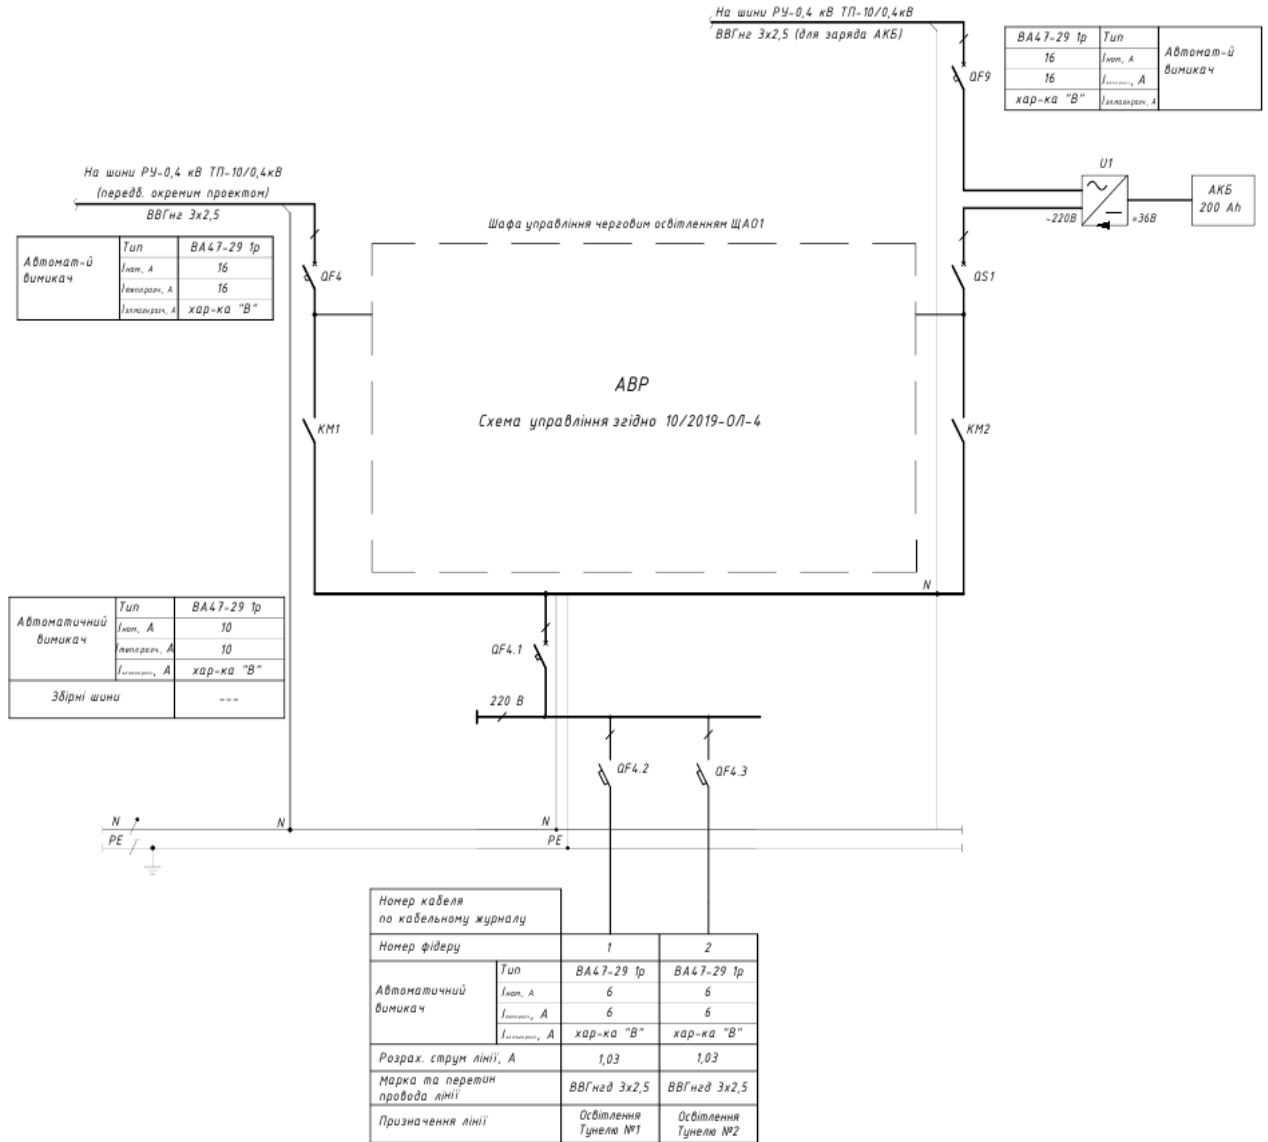 На шини РУ-0,4 кВ ТП-10/0,4кВ
ВВГнг 3х2,5 (для заряда АКБ)
QF9
ВА47-29 1р Тип Автомат-й вимикач
16 Iном, А
16 А
хар-ка "В" А
U1
~220В =36В
АКБ
200 Ah
На шини РУ-0,4 кВ ТП-10/0,4кВ
(передб. окремим проектом)
ВВГнг 3х2,5
Автомат-й вимикач Тип ВА47-29 1р
Iном, А 16
Iтепл.розч, А 16
А хар-ка "В"
QF4
Шафа управління черговим освітленням ЩАО1
QS1
АВР
Схема управління згідно 10/2019-ОЛ-4
КМ1
КМ2
N
Автоматичний вимикач Тип ВА47-29 1р
Iном, А 10
Iтепл.розч, А 10
А хар-ка "В"
Збірні шини ---
QF4.1
220 В
QF4.2
QF4.3
N N N
PE PE
Номер кабеля
по кабельному журналу
Номер фідеру 1 2
Автоматичний вимикач Тип ВА47-29 1р ВА47-29 1р
Iном, А 6 6
А 6 6
А хар-ка "В" хар-ка "В"
Розрах. струм лінії, А 1,03 1,03
Марка та перетин
провода лінії ВВГнгд 3х2,5 ВВГнгд 3х2,5
Призначення лінії Освітлення Тунелю №1 Освітлення Тунелю №2